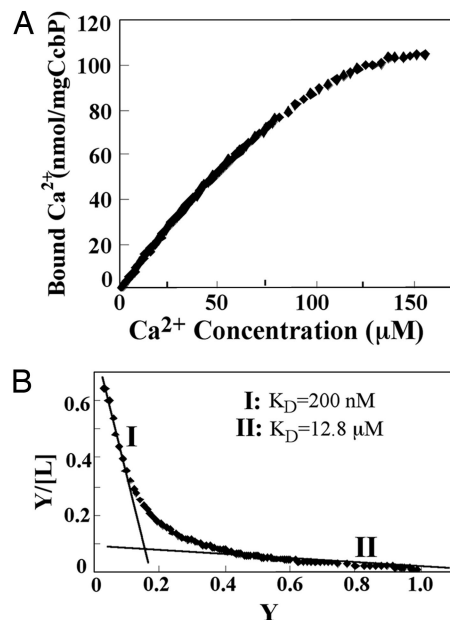 A
Bound Ca2+(nmol/mgCcbP)
120
100
80
60
40
20
0
0
50
100
150
Ca2+ Concentration (µM)
B
Y/[L]
0.6
0.4
0.2
0
I
I: KD=200 nM
II: KD=12.8 µM
II
0
0.2
0.4
0.6
0.8
1.0
Y